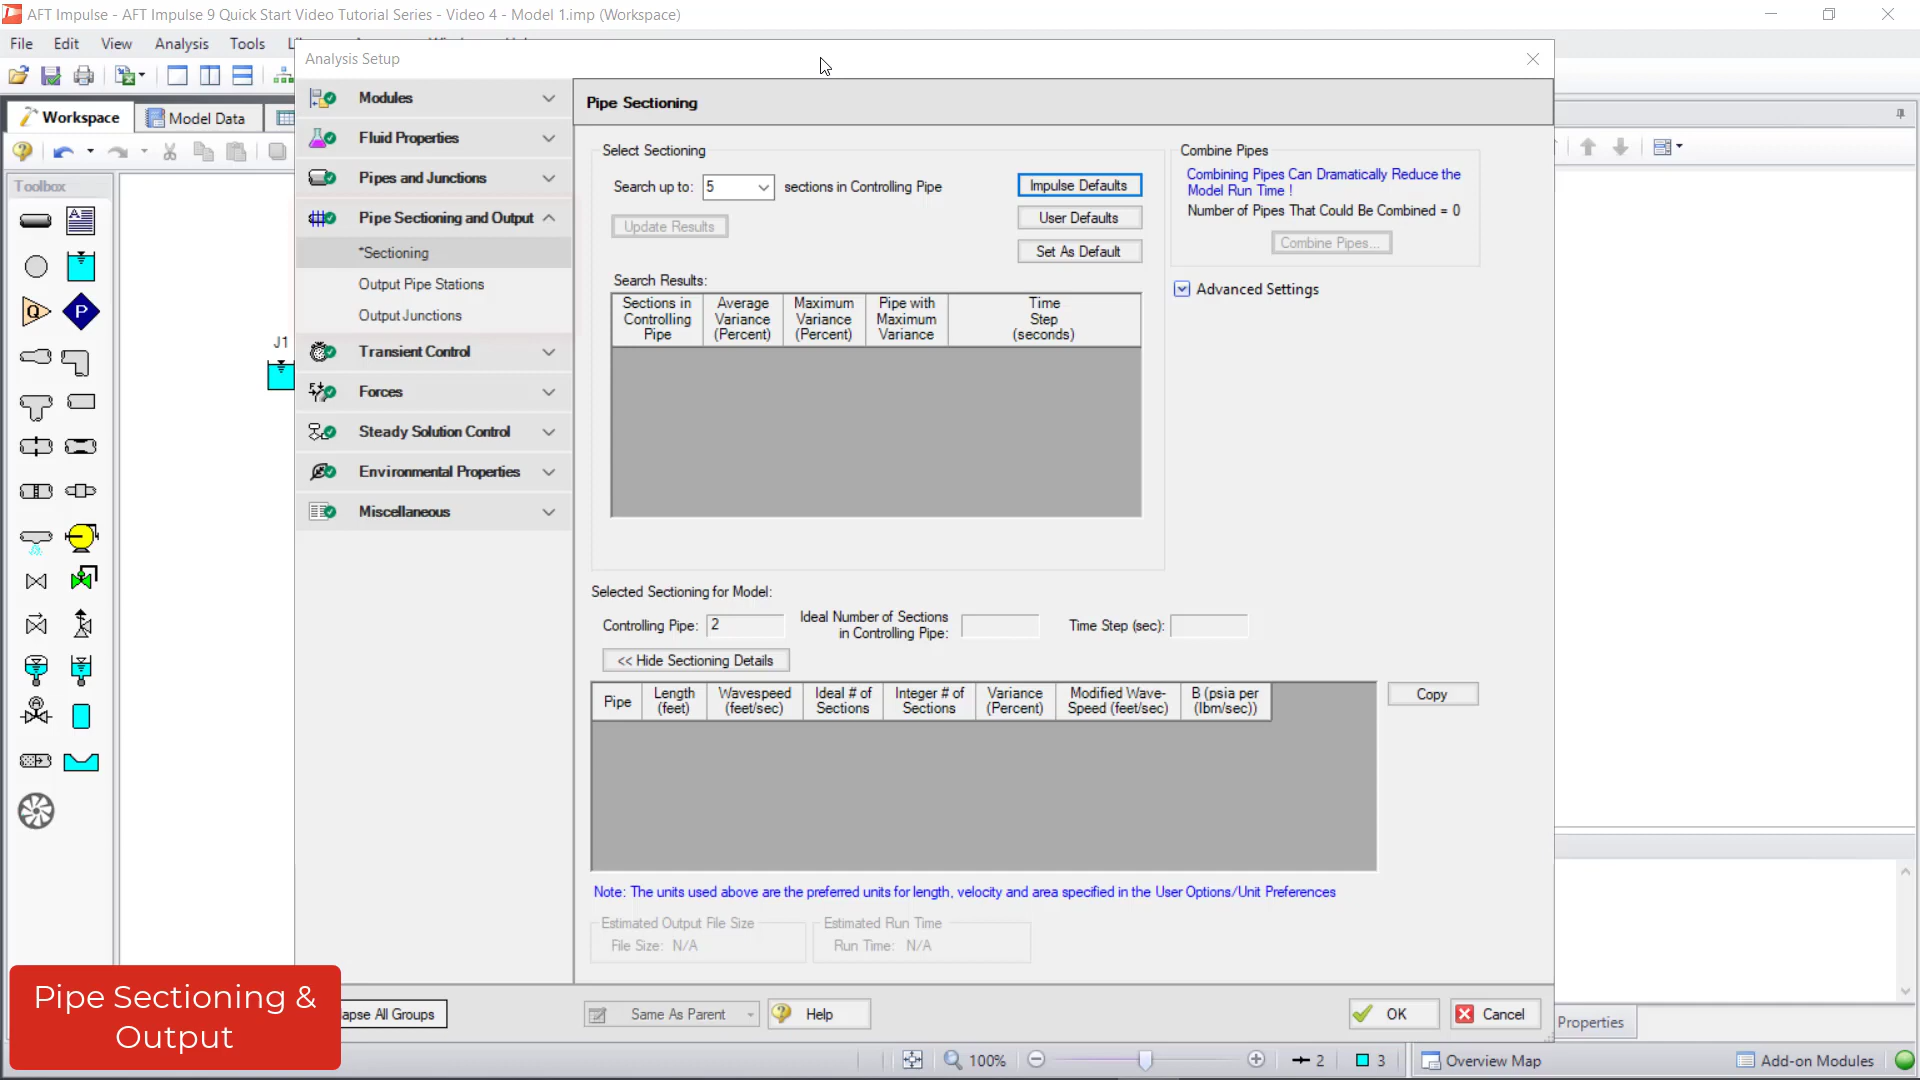 AFT Impulse - AFT Impulse 9 Quick Start Video Tutorial Series - Video 4 - Model 1.imp (Workspace)
File Edit View Analysis Tools
Analysis Setup
Workspace Model Data
Toolbox
J1
Q
P
Modules
Fluid Properties
Pipes and Junctions
Pipe Sectioning and Output
*Sectioning
Output Pipe Stations
Output Junctions
Transient Control
Forces
Steady Solution Control
Environmental Properties
Miscellaneous
Pipe Sectioning
Select Sectioning
Search up to: 5 sections in Controlling Pipe
Impulse Defaults
Update Results
User Defaults
Set As Default
Search Results:
Sections in Controlling Pipe
Average Variance (Percent)
Maximum Variance (Percent)
Pipe with Maximum Variance
Time Step (seconds)
Combine Pipes
Combining Pipes Can Dramatically Reduce the
Model Run Time !
Number of Pipes That Could Be Combined = 0
Combine Pipes...
Advanced Settings
Selected Sectioning for Model:
Controlling Pipe: 2
Ideal Number of Sections
in Controlling Pipe:
Time Step (sec):
<< Hide Sectioning Details
Pipe
Length (feet)
Wavespeed (feet/sec)
Ideal # of Sections
Integer # of Sections
Variance (Percent)
Modified Wave-Speed (feet/sec)
B (psia per (lbm/sec))
Copy
Note: The units used above are the preferred units for length, velocity and area specified in the User Options/Unit Preferences
Estimated Output File Size
File Size: N/A
Estimated Run Time
Run Time: N/A
Pipe Sectioning &
Output
apse All Groups
Same As Parent
Help
OK
Cancel
Properties
100%
2
3
Overview Map
Add-on Modules